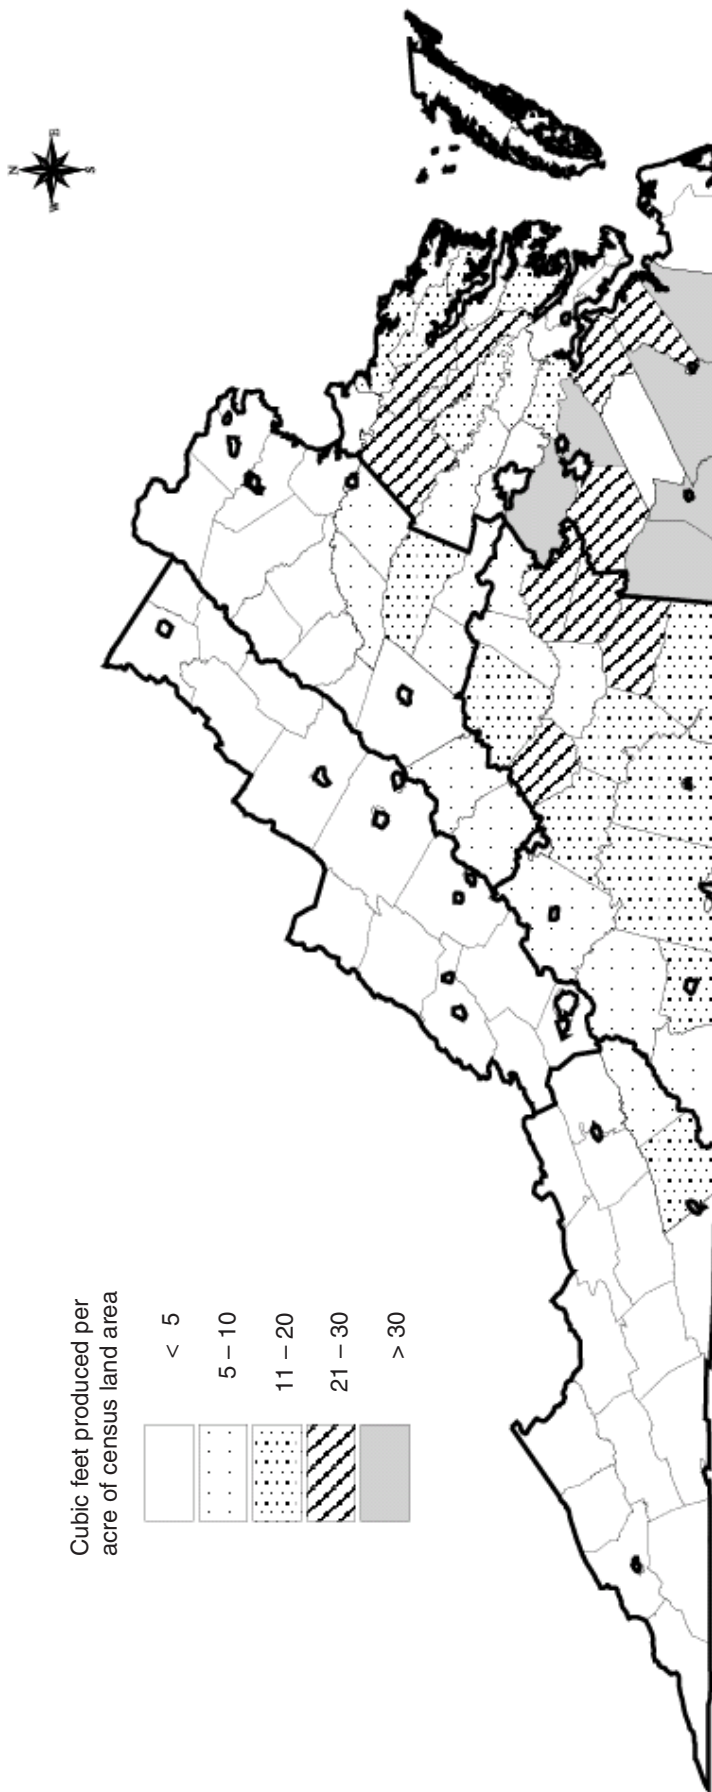 N
E
S
W
Cubic feet produced per
acre of census land area
< 5
5 – 10
11 – 20
21 – 30
> 30